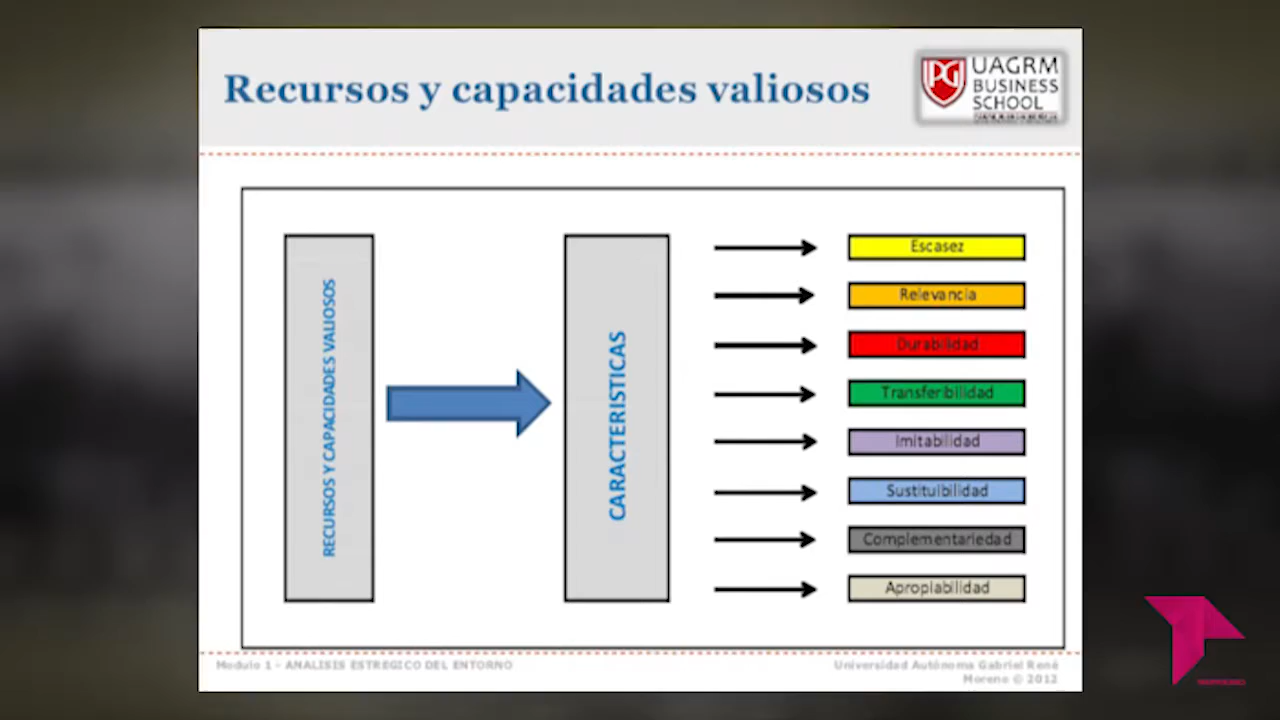 Recursos y capacidades valiosos
UAGRM
BUSINESS
SCHOOL
RECURSOS Y CAPACIDADES VALIOSOS
CARACTERISTICAS
Escasez
Relevancia
Durabilidad
Transferibilidad
Imitabilidad
Sustituibilidad
Complementariedad
Apropiabilidad
Modulo 1 - ANALISIS ESTREGICO DEL ENTORNO
Universidad Autónoma Gabriel René
Moreno © 2012